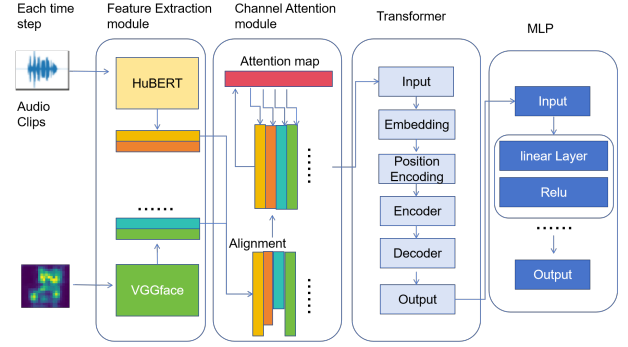 Each time
step
Audio
Clips
Feature Extraction
module
HuBERT
......
VGGface
Channel Attention
module
Attention map
......
Alignment
......
Transformer
Input
Embedding
Position
Encoding
Encoder
Decoder
Output
MLP
Input
linear Layer
Relu
......
Output